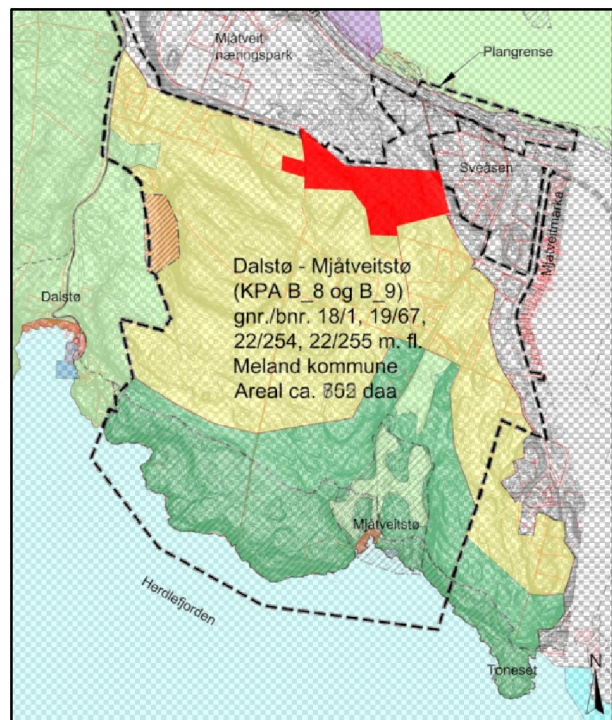 Mjåtveit
næringspark
Plangrense
Sveåsen
Mjåtveitmarka
Dalstø - Mjåtveitstø
(KPA B_8 og B_9)
gnr./bnr. 18/1, 19/67,
22/254, 22/255 m. fl.
Meland kommune
Areal ca. daa
Dalstø
Mjåtveitstø
Herdlefjorden
Toneset
N